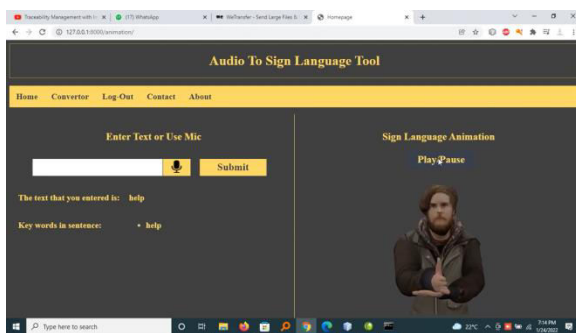 Traceability Management with I
(17) WhatsApp
WeTransfer - Send Large Files &
Homepage
127.0.0.1:8000/animation/
Audio To Sign Language Tool
Home Convertor Log-Out Contact About
Enter Text or Use Mic
Submit
The text that you entered is: help
Key words in sentence: • help
Sign Language Animation
Play/Pause
Type here to search
22°C
7:14 PM
1/24/2022